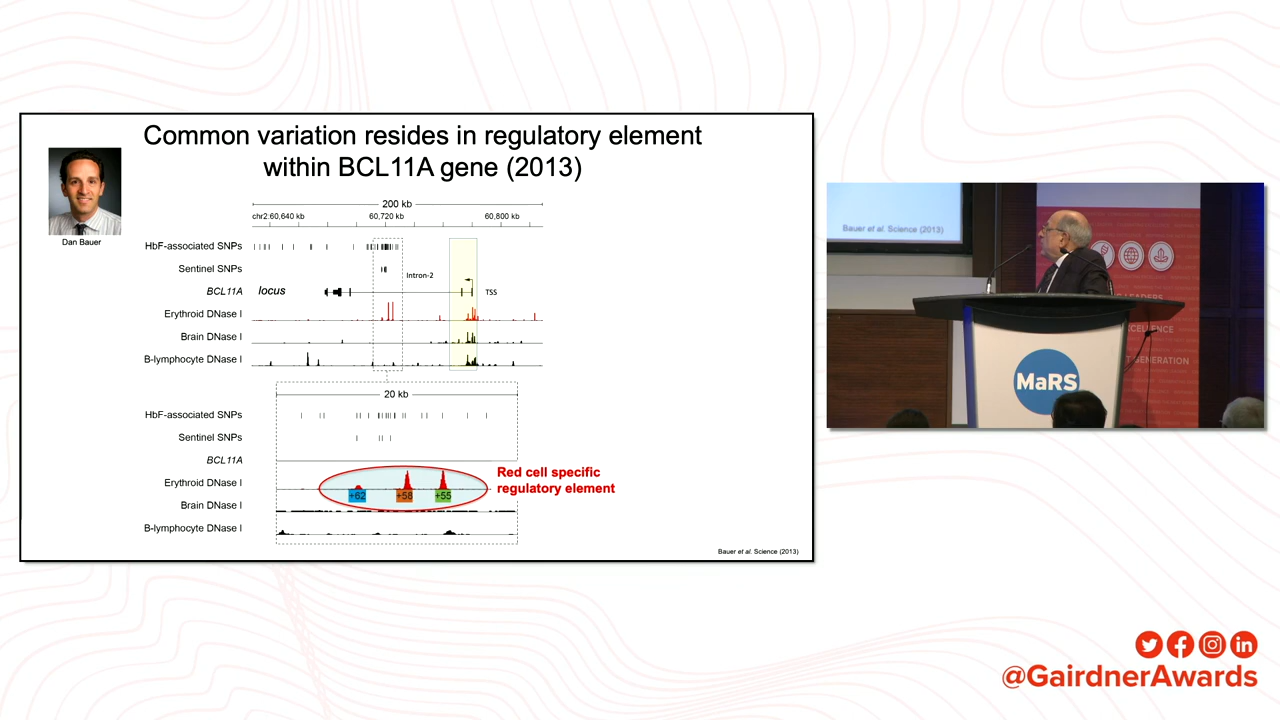 Common variation resides in regulatory element
within BCL11A gene (2013)
Dan Bauer
200 kb
chr2:60,640 kb
60,720 kb
60,800 kb
HbF-associated SNPs
Sentinel SNPs
Intron-2
BCL11A locus
TSS
Erythroid DNase I
Brain DNase I
B-lymphocyte DNase I
20 kb
HbF-associated SNPs
Sentinel SNPs
BCL11A
Erythroid DNase I
+62
+58
+55
Red cell specific
regulatory element
Brain DNase I
B-lymphocyte DNase I
Bauer et al. Science (2013)
Bauer et al. Science (2013)
MaRS
GENERATION
@GairdnerAwards